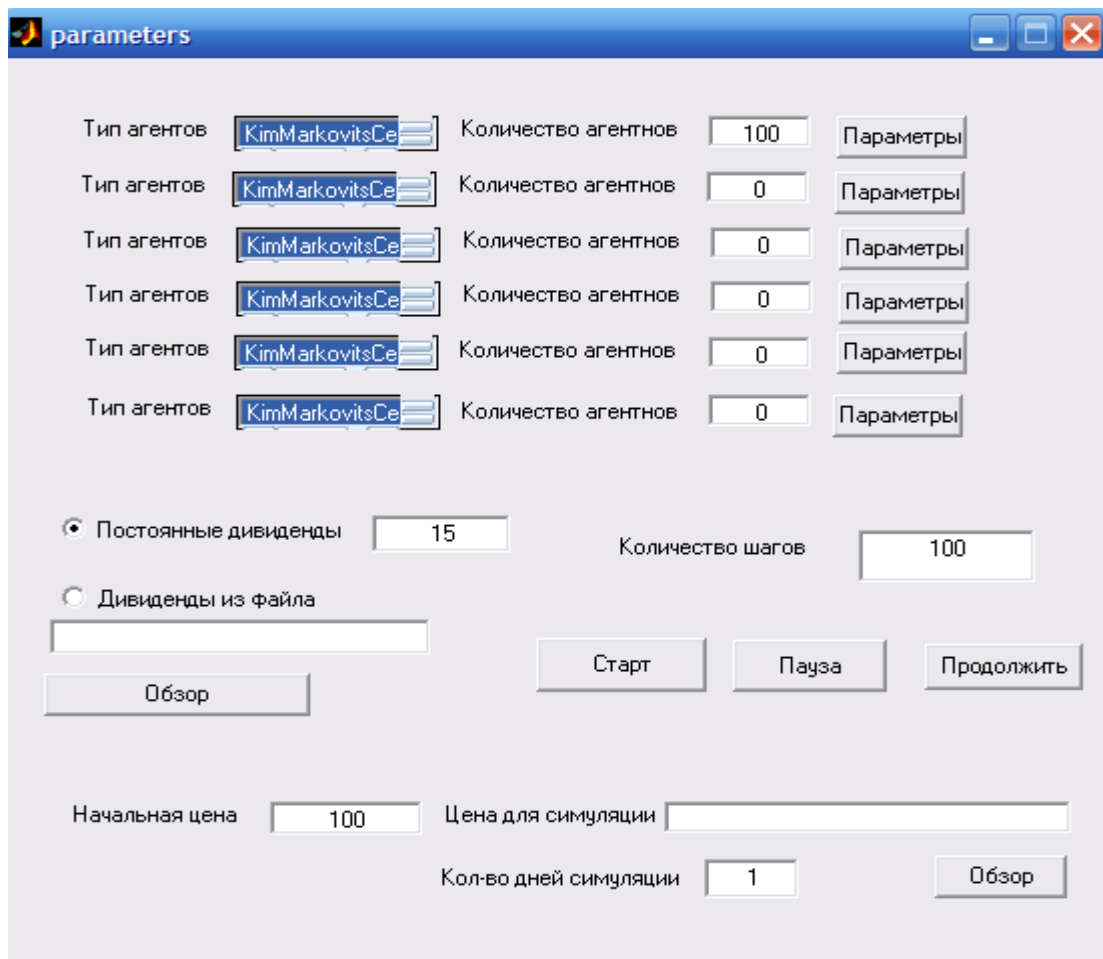 parameters
Тип агентов KimMarkovitsCe Количество агентнов 100 Параметры
Тип агентов KimMarkovitsCe Количество агентнов 0 Параметры
Тип агентов KimMarkovitsCe Количество агентнов 0 Параметры
Тип агентов KimMarkovitsCe Количество агентнов 0 Параметры
Тип агентов KimMarkovitsCe Количество агентнов 0 Параметры
Тип агентов KimMarkovitsCe Количество агентнов 0 Параметры
Постоянные дивиденды 15 Количество шагов 100
Дивиденды из файла
Старт Пауза Продолжить
Обзор
Начальная цена 100 Цена для симуляции
Кол-во дней симуляции 1 Обзор